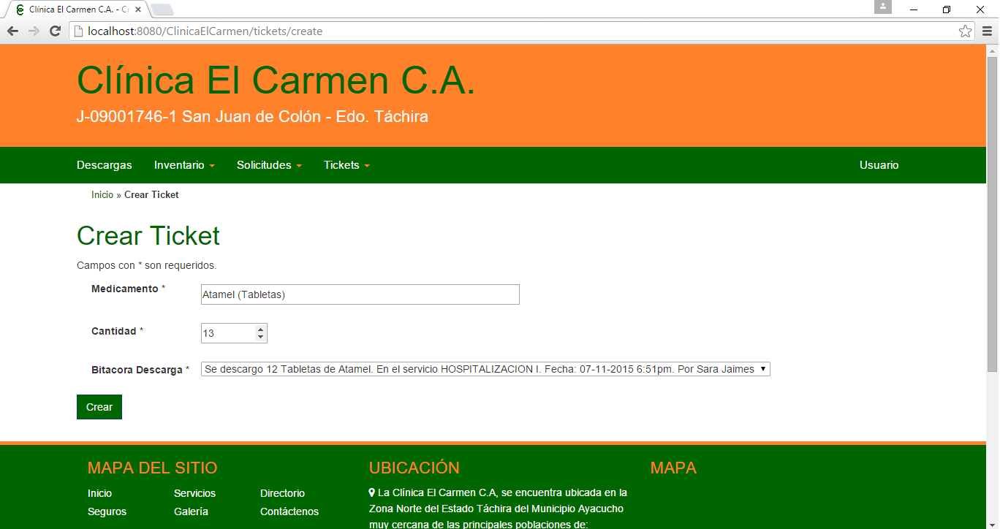 Clínica El Carmen C.A. - Cr
localhost:8080/ClinicaElCarmen/tickets/create
Clínica El Carmen C.A.
J-09001746-1 San Juan de Colón - Edo. Táchira
Descargas Inventario Solicitudes Tickets Usuario
Inicio » Crear Ticket
Crear Ticket
Campos con * son requeridos.
Medicamento * Atamel (Tabletas)
Cantidad * 13
Bitacora Descarga * Se descargo 12 Tabletas de Atamel. En el servicio HOSPITALIZACION I. Fecha: 07-11-2015 6:51pm. Por Sara Jaimes
Crear
MAPA DEL SITIO UBICACIÓN MAPA
Inicio Servicios Directorio
Seguros Galería Contáctenos
La Clínica El Carmen C.A, se encuentra ubicada en la
Zona Norte del Estado Táchira del Municipio Ayacucho
muy cercana de las principales poblaciones de: